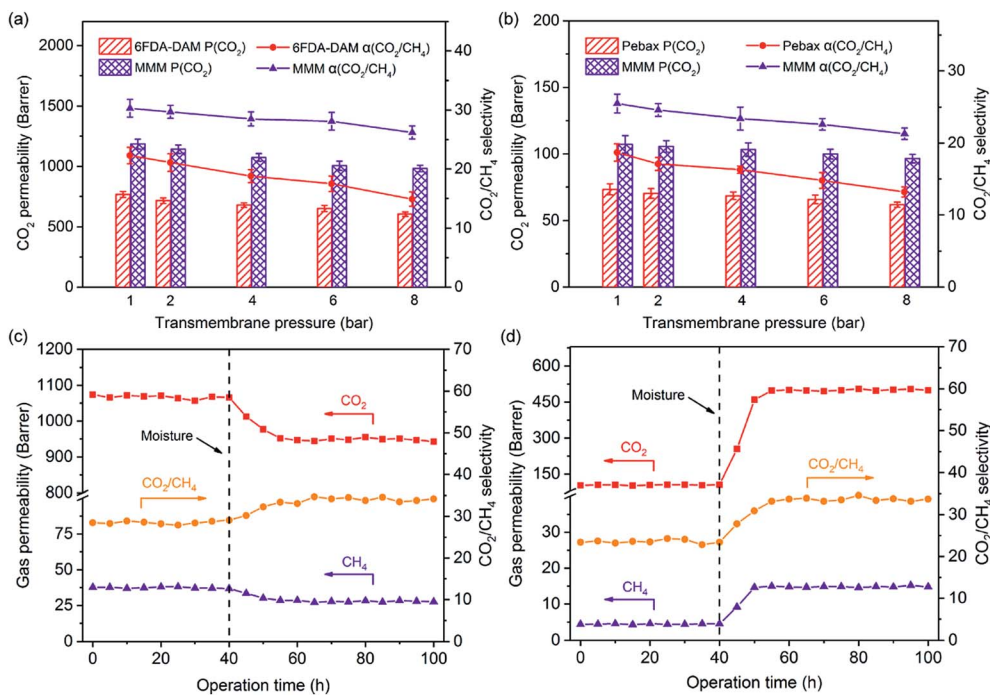 (a)
2000
1500
1000
500
0
CO₂ permeability (Barrer)
6FDA-DAM P(CO₂)
6FDA-DAM α(CO₂/CH₄)
MMM P(CO₂)
MMM α(CO₂/CH₄)
40
30
20
10
0
CO₂/CH₄ selectivity
1 2 4 6 8
Transmembrane pressure (bar)
(b)
200
150
100
50
0
CO₂ permeability (Barrer)
Pebax P(CO₂)
Pebax α(CO₂/CH₄)
MMM P(CO₂)
MMM α(CO₂/CH₄)
30
20
10
0
CO₂/CH₄ selectivity
1 2 4 6 8
Transmembrane pressure (bar)
(c)
1200
1100
1000
900
800
75
50
25
0
Gas permeability (Barrer)
CO₂
Moisture
CO₂/CH₄
CH₄
70
60
50
40
30
20
10
0
CO₂/CH₄ selectivity
0 20 40 60 80 100
Operation time (h)
(d)
600
450
300
150
30
20
10
0
Gas permeability (Barrer)
Moisture
CO₂
CO₂/CH₄
CH₄
70
60
50
40
30
20
10
0
CO₂/CH₄ selectivity
0 20 40 60 80 100
Operation time (h)